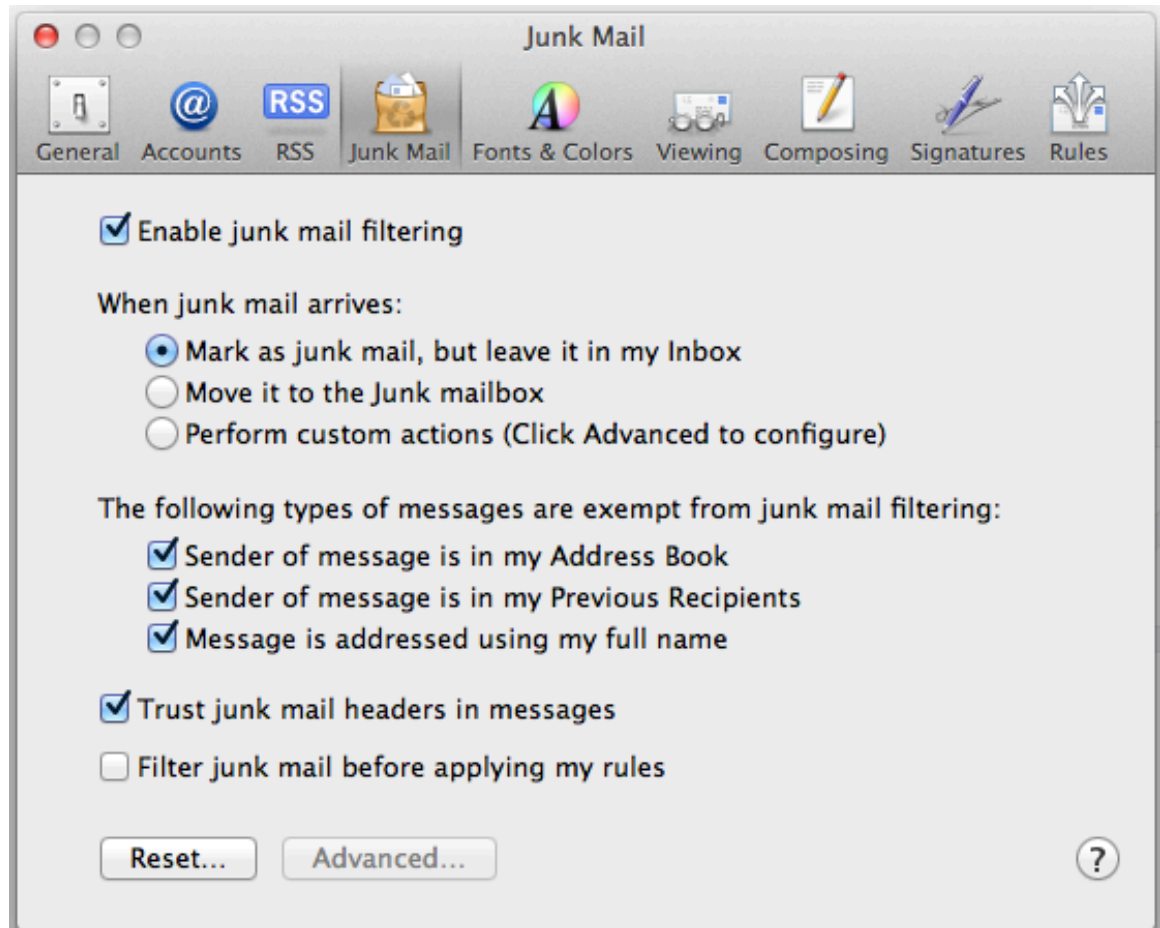 Junk Mail
RSS
General Accounts RSS Junk Mail Fonts & Colors Viewing Composing Signatures Rules
Enable junk mail filtering
When junk mail arrives:
Mark as junk mail, but leave it in my Inbox
Move it to the Junk mailbox
Perform custom actions (Click Advanced to configure)
The following types of messages are exempt from junk mail filtering:
Sender of message is in my Address Book
Sender of message is in my Previous Recipients
Message is addressed using my full name
Trust junk mail headers in messages
Filter junk mail before applying my rules
Reset... Advanced... ?